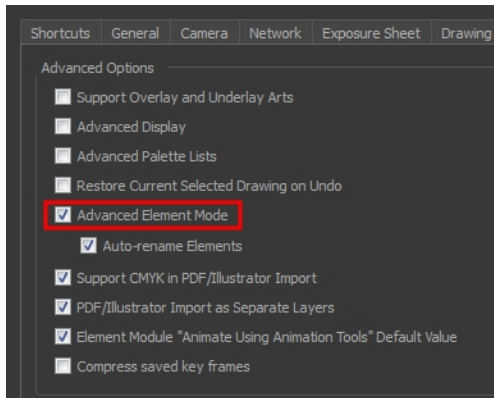 Shortcuts General Camera Network Exposure Sheet Drawing
Advanced Options
Support Overlay and Underlay Arts
Advanced Display
Advanced Palette Lists
Restore Current Selected Drawing on Undo
Advanced Element Mode
Auto-rename Elements
Support CMYK in PDF/Illustrator Import
PDF/Illustrator Import as Separate Layers
Element Module "Animate Using Animation Tools" Default Value
Compress saved key frames